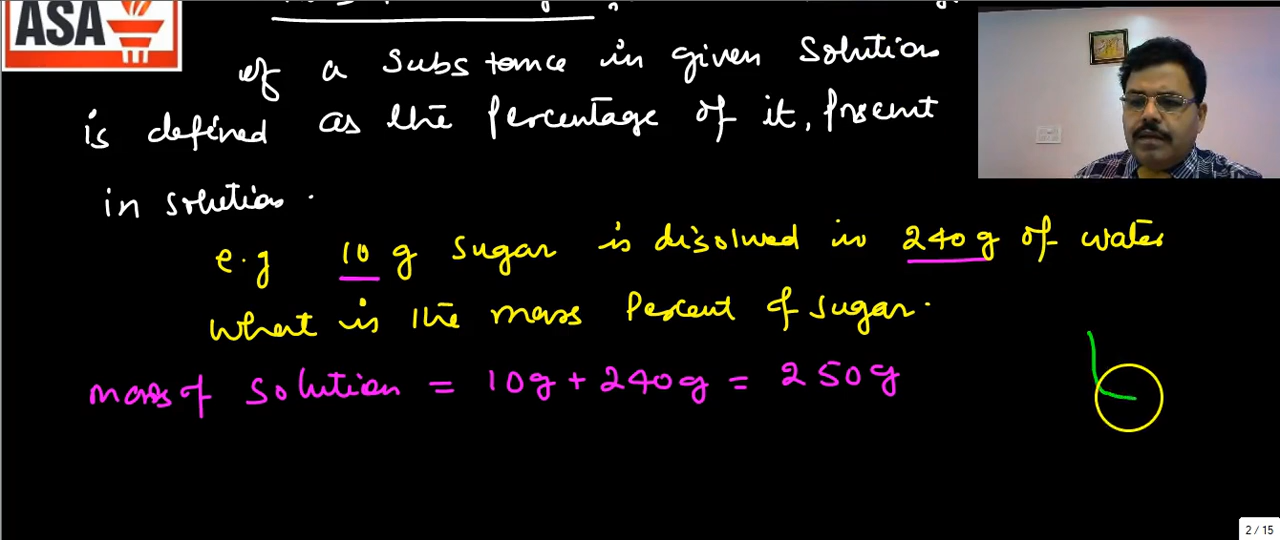 ASA
of a substance in given solution
is defined as the percentage of it, present
in solution.
e.g 10 g sugar is disolved in 240g of water
what is the mass percent of sugar.
mass of solution = 10g + 240g = 250g
2 / 15